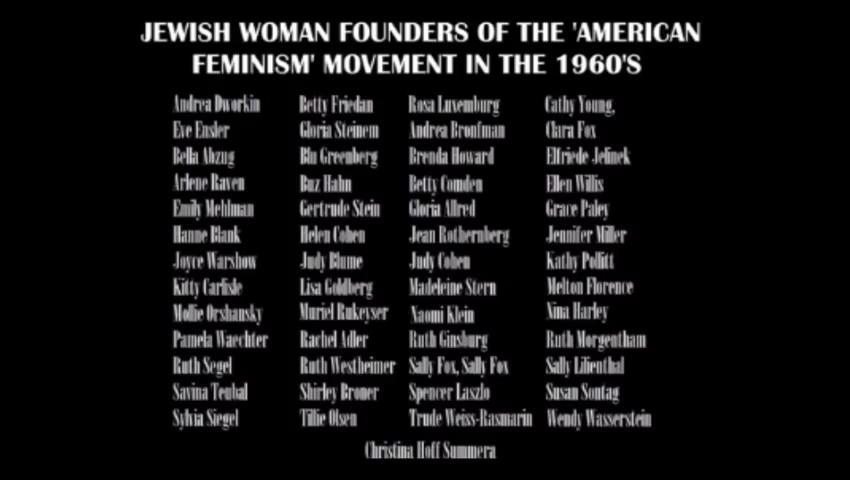 JEWISH WOMAN FOUNDERS OF THE 'AMERICAN
FEMINISM' MOVEMENT IN THE 1960'S
Andrea Dworkin Betty Friedan Rosa Luxemburg Cathy Young,
Eve Ensler Gloria Steinem Andrea Bronfman Clara Fox
Bella Abzug Blu Greenberg Brenda Howard Elfriede Jelinek
Arlene Raven Buz Hahn Betty Comden Ellen Willis
Emily Mehlman Gertrude Stein Gloria Allred Grace Paley
Hanne Blank Helen Cohen Jean Rothernberg Jennifer Miller
Joyce Warshow Judy Blume Judy Cohen Kathy Pollitt
Kitty Carlisle Lisa Goldberg Madeleine Stern Melton Florence
Mollie Orshansky Muriel Rukeyser Naomi Klein Nina Harley
Pamela Waechter Rachel Adler Ruth Ginsburg Ruth Morgentham
Ruth Segel Ruth Westheimer Sally Fox, Sally Fox Sally Lilienthal
Savina Teubal Shirley Broner Spencer Laszlo Susan Sontag
Sylvia Siegel Tillie Olsen Trude Weiss-Rasmarin Wendy Wasserstein
Christina Hoff Summera